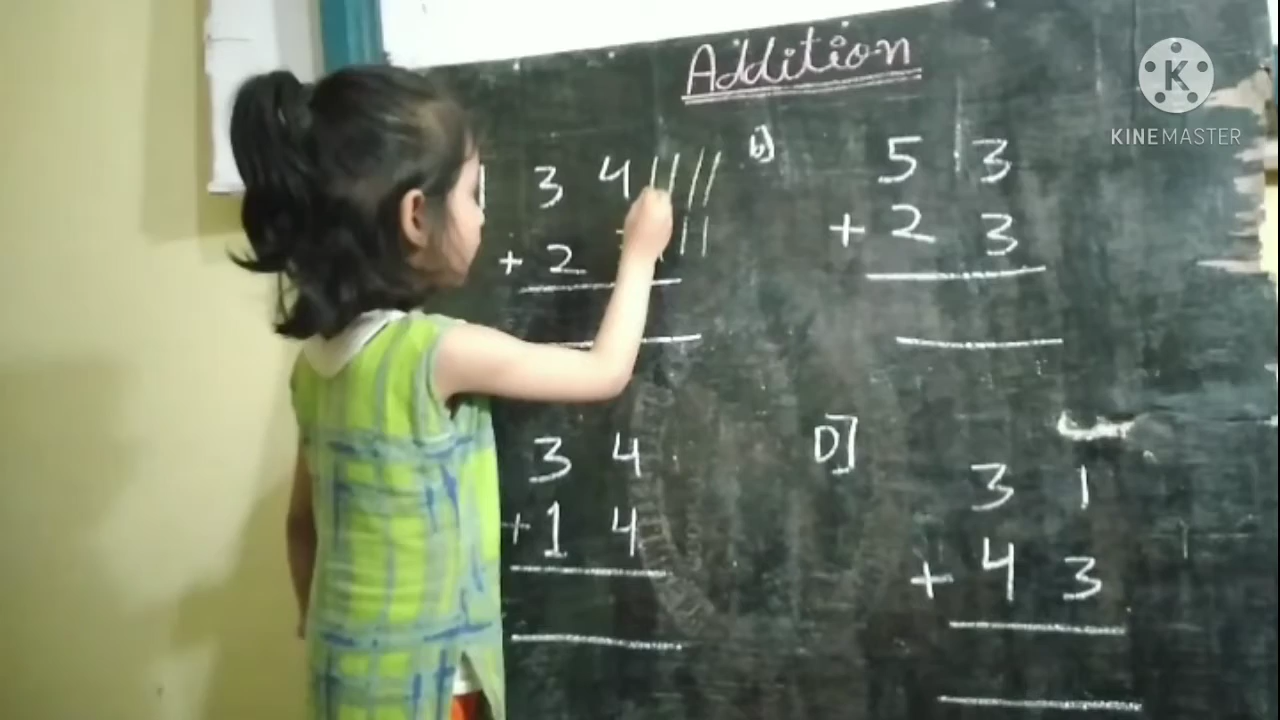 Addition
3 4 ||||
+ 2
b]
5 3
+ 2 3
3 4
+ 1 4
D]
3 1
+ 4 3
KINEMASTER